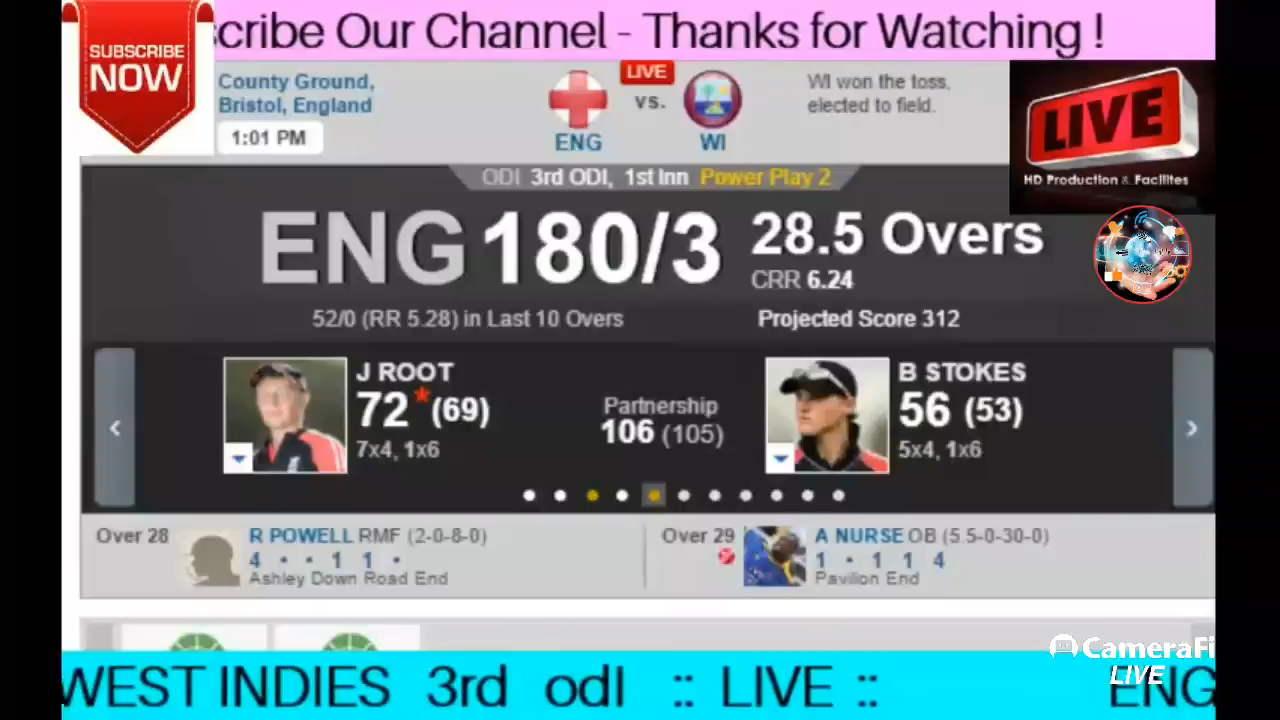 scribe Our Channel - Thanks for Watching !
SUBSCRIBE
NOW
County Ground,
Bristol, England
1:01 PM
ENG
LIVE
vs.
WI
WI won the toss,
elected to field.
LIVE
HD Production & Facilites
ODI 3rd ODI, 1st Inn Power Play 2
ENG 180/3
28.5 Overs
CRR 6.24
52/0 (RR 5.28) in Last 10 Overs
Projected Score 312
J ROOT
72*(69)
7x4, 1x6
Partnership
106 (105)
B STOKES
56 (53)
5x4, 1x6
Over 28
R POWELL RMF (2-0-8-0)
4 • • 1 1 •
Ashley Down Road End
Over 29
A NURSE OB (5.5-0-30-0)
1 • 1 1 4
Pavilion End
CameraFi
LIVE
WEST INDIES 3rd odI :: LIVE :: ENG